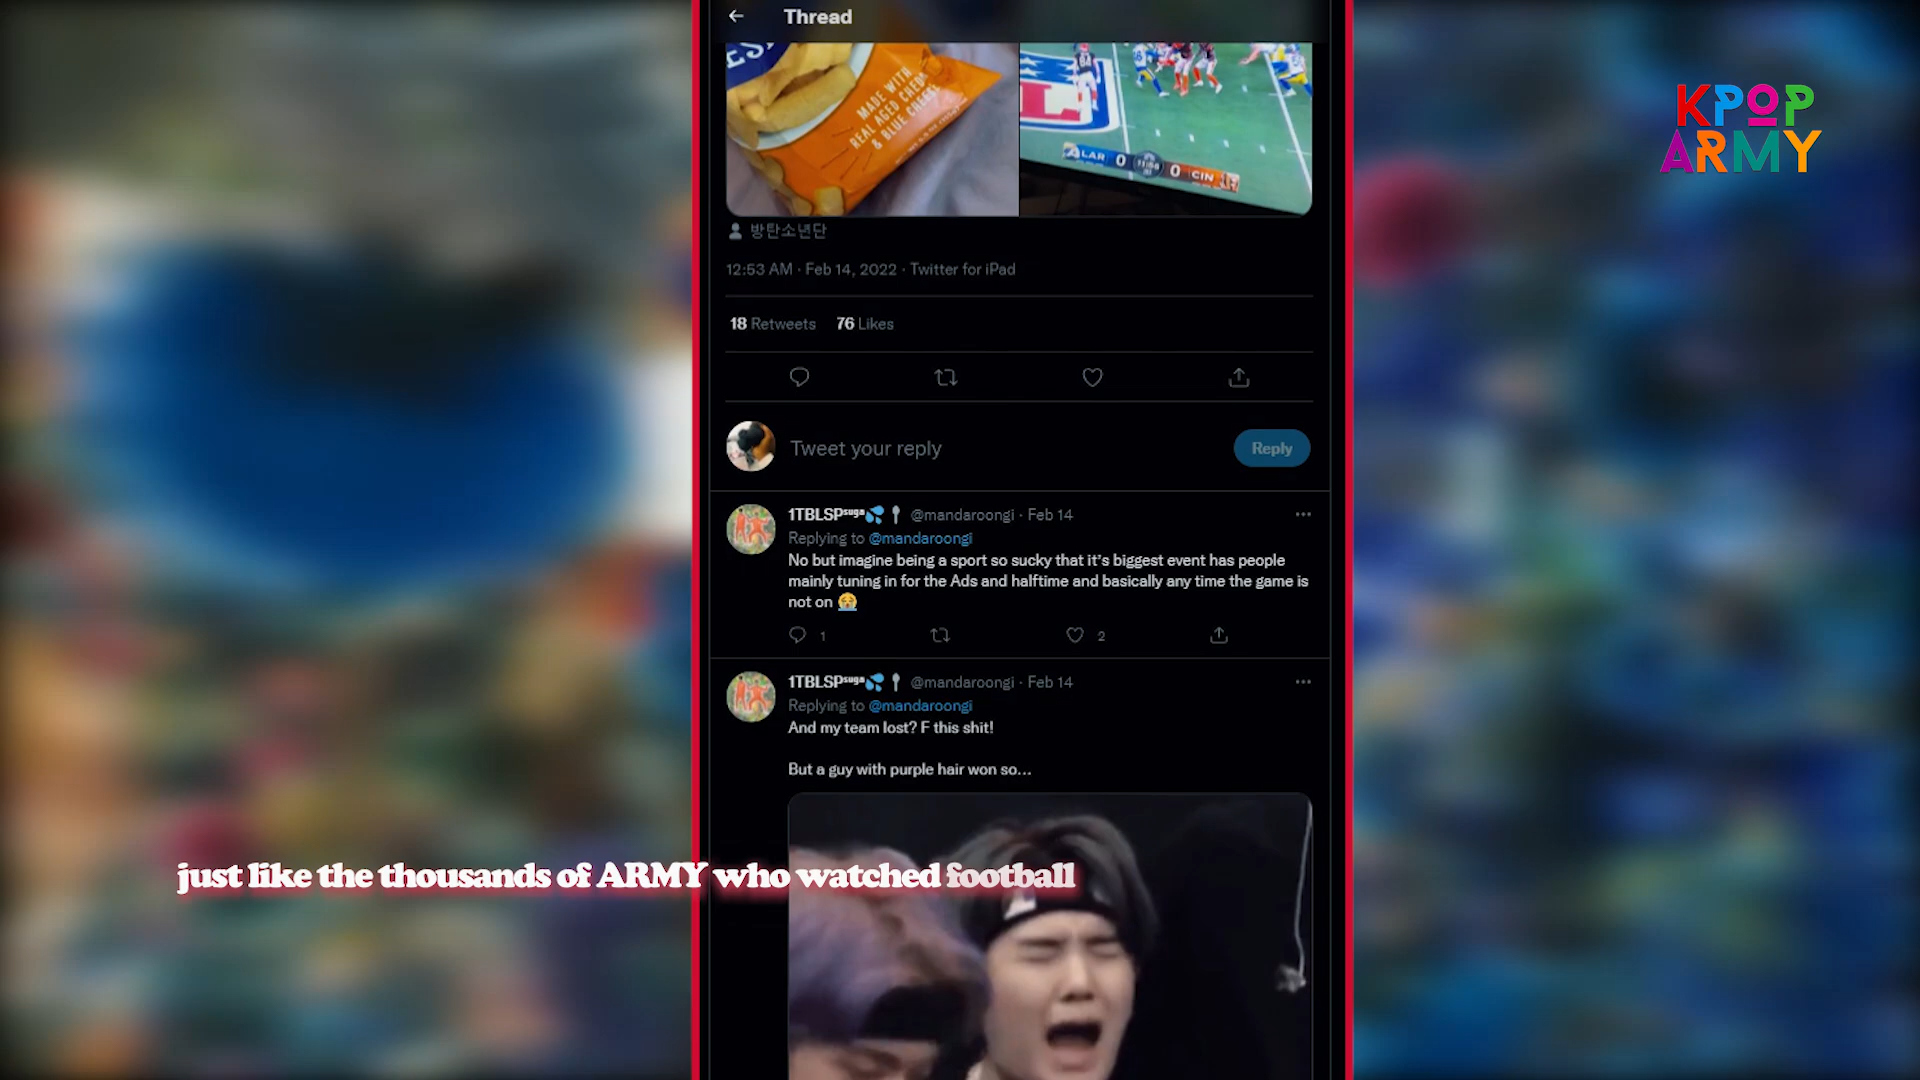 Thread
MADE WITH
REAL AGED CHEDD
& BLUE CHEESE
LAR 0
0 CIN
KPOP
ARMY
방탄소년단
12:53 AM · Feb 14, 2022 · Twitter for iPad
18 Retweets 76 Likes
Tweet your reply
Reply
1TBLSPˢᵘᵍᵃ💦🥄 @mandaroongi · Feb 14
Replying to @mandaroongi
No but imagine being a sport so sucky that it's biggest event has people
mainly tuning in for the Ads and halftime and basically any time the game is
not on 😭
1
2
1TBLSPˢᵘᵍᵃ💦🥄 @mandaroongi · Feb 14
Replying to @mandaroongi
And my team lost? F this shit!
But a guy with purple hair won so...
just like the thousands of ARMY who watched football